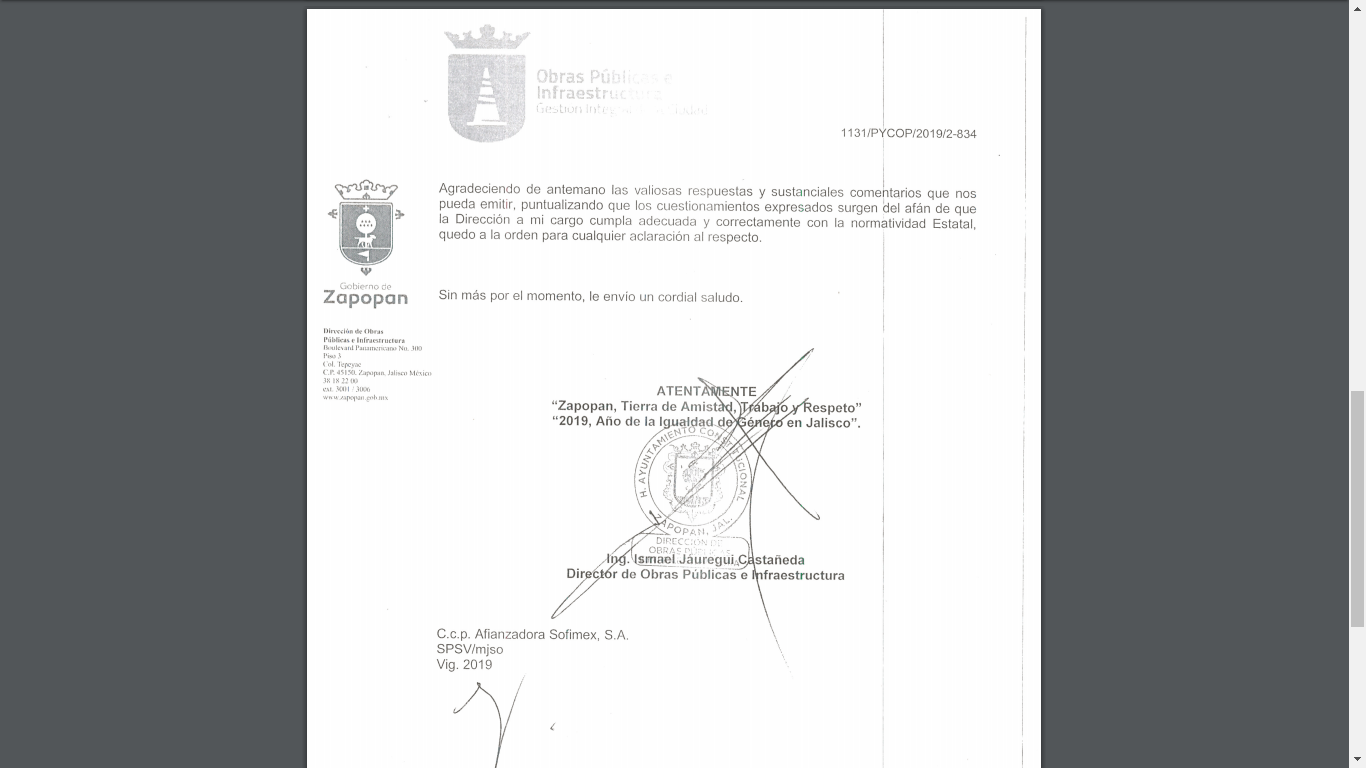 Obras Públicas e
Infraestructura
Gestión Integral
1131/PYCOP/2019/2-834
Agradeciendo de antemano las valiosas respuestas y sustanciales comentarios que nos
pueda emitir, puntualizando que los cuestionamientos expresados surgen del afán de que
la Dirección a mi cargo cumpla adecuada y correctamente con la normatividad Estatal,
quedo a la orden para cualquier aclaración al respecto.
Gobierno de
Zapopan
Sin más por el momento, le envío un cordial saludo.
Dirección de Obras
Públicas e Infraestructura
Boulevard Panamericano No. 300
Piso 3
Col. Tepeyac
C.P. 45150, Zapopan, Jalisco México
38 18 22 00
ext. 3001 / 3006
www.zapopan.gob.mx
ATENTAMENTE
“Zapopan, Tierra de Amistad, Trabajo y Respeto”
“2019, Año de la Igualdad de Género en Jalisco”.
H. AYUNTAMIENTO CONSTITUCIONAL
ZAPOPAN, JAL.
DIRECCIÓN DE
OBRAS PÚBLICAS
Ing. Ismael Jáuregui Castañeda
Director de Obras Públicas e Infraestructura
C.c.p. Afianzadora Sofimex, S.A.
SPSV/mjso
Vig. 2019